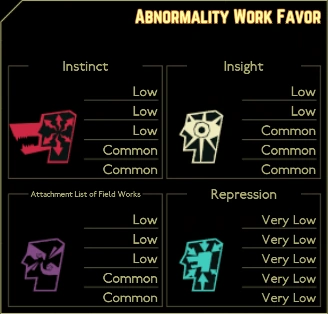 Abnormality Work Favor
Instinct
Low
Low
Low
Common
Common
Insight
Low
Low
Common
Common
Common
Attachment List of Field Works
Low
Low
Low
Common
Common
Repression
Very Low
Very Low
Very Low
Very Low
Very Low